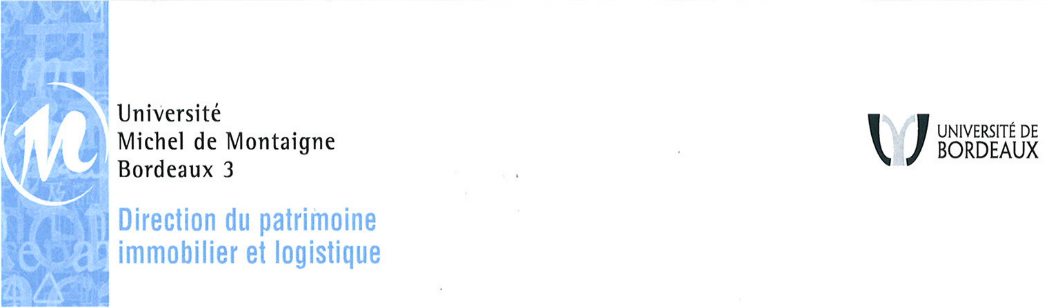 Université
Michel de Montaigne
Bordeaux 3
Direction du patrimoine
immobilier et logistique
UNIVERSITÉ DE
BORDEAUX